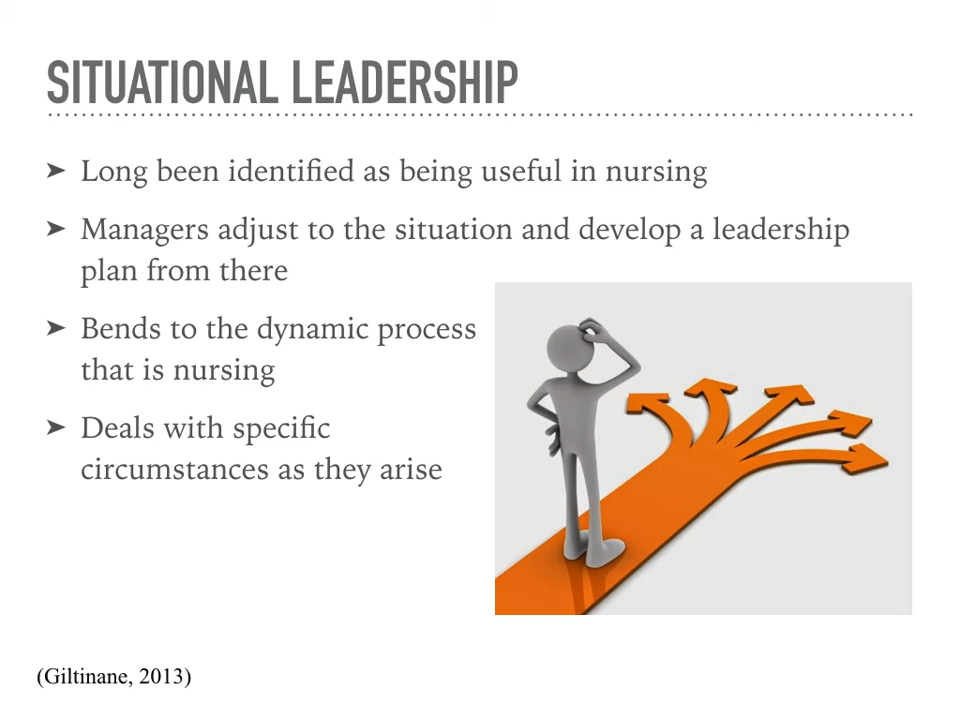 SITUATIONAL LEADERSHIP
➤ Long been identified as being useful in nursing
➤ Managers adjust to the situation and develop a leadership
plan from there
➤ Bends to the dynamic process
that is nursing
➤ Deals with specific
circumstances as they arise
(Giltinane, 2013)